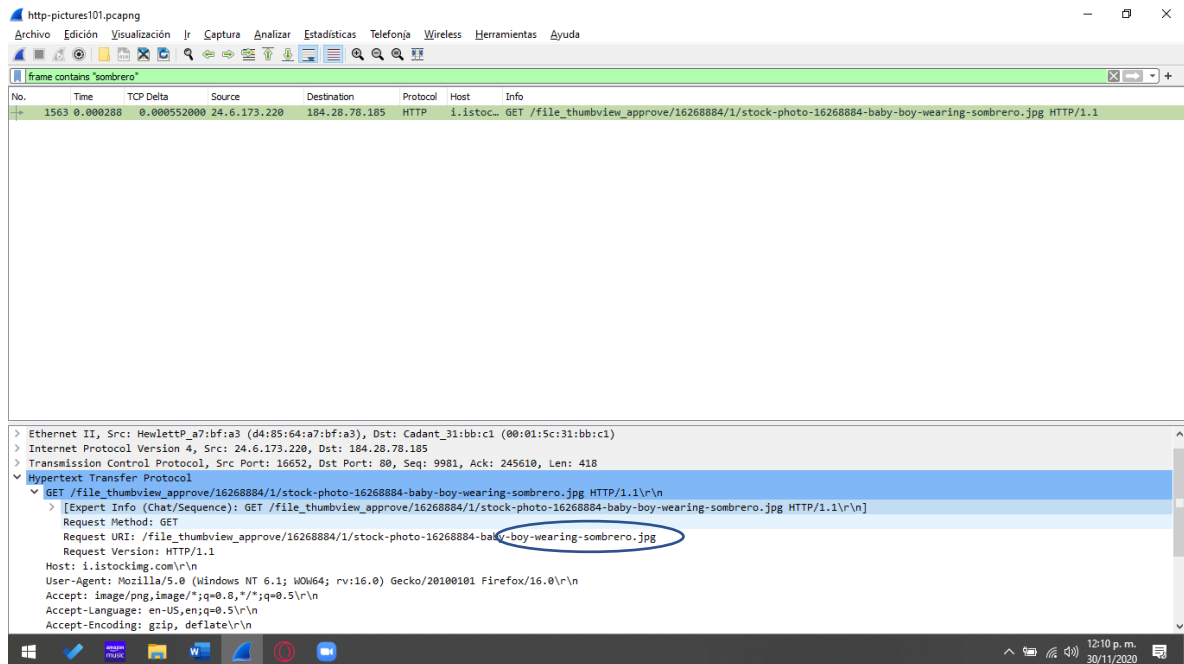 http-pictures101.pcapng
Archivo Edición Visualización Ir Captura Analizar Estadísticas Telefonía Wireless Herramientas Ayuda
frame contains "sombrero"
No. Time TCP Delta Source Destination Protocol Host Info
1563 0.000288 0.000552000 24.6.173.220 184.28.78.185 HTTP i.istoc… GET /file_thumbview_approve/16268884/1/stock-photo-16268884-baby-boy-wearing-sombrero.jpg HTTP/1.1
Ethernet II, Src: HewlettP_a7:bf:a3 (d4:85:64:a7:bf:a3), Dst: Cadant_31:bb:c1 (00:01:5c:31:bb:c1)
Internet Protocol Version 4, Src: 24.6.173.220, Dst: 184.28.78.185
Transmission Control Protocol, Src Port: 16652, Dst Port: 80, Seq: 9981, Ack: 245610, Len: 418
Hypertext Transfer Protocol
GET /file_thumbview_approve/16268884/1/stock-photo-16268884-baby-boy-wearing-sombrero.jpg HTTP/1.1\r\n
[Expert Info (Chat/Sequence): GET /file_thumbview_approve/16268884/1/stock-photo-16268884-baby-boy-wearing-sombrero.jpg HTTP/1.1\r\n]
Request Method: GET
Request URI: /file_thumbview_approve/16268884/1/stock-photo-16268884-baby-boy-wearing-sombrero.jpg
Request Version: HTTP/1.1
Host: i.istockimg.com\r\n
User-Agent: Mozilla/5.0 (Windows NT 6.1; WOW64; rv:16.0) Gecko/20100101 Firefox/16.0\r\n
Accept: image/png,image/*;q=0.8,*/*;q=0.5\r\n
Accept-Language: en-US,en;q=0.5\r\n
Accept-Encoding: gzip, deflate\r\n
amazon music
W
12:10 p. m.
30/11/2020